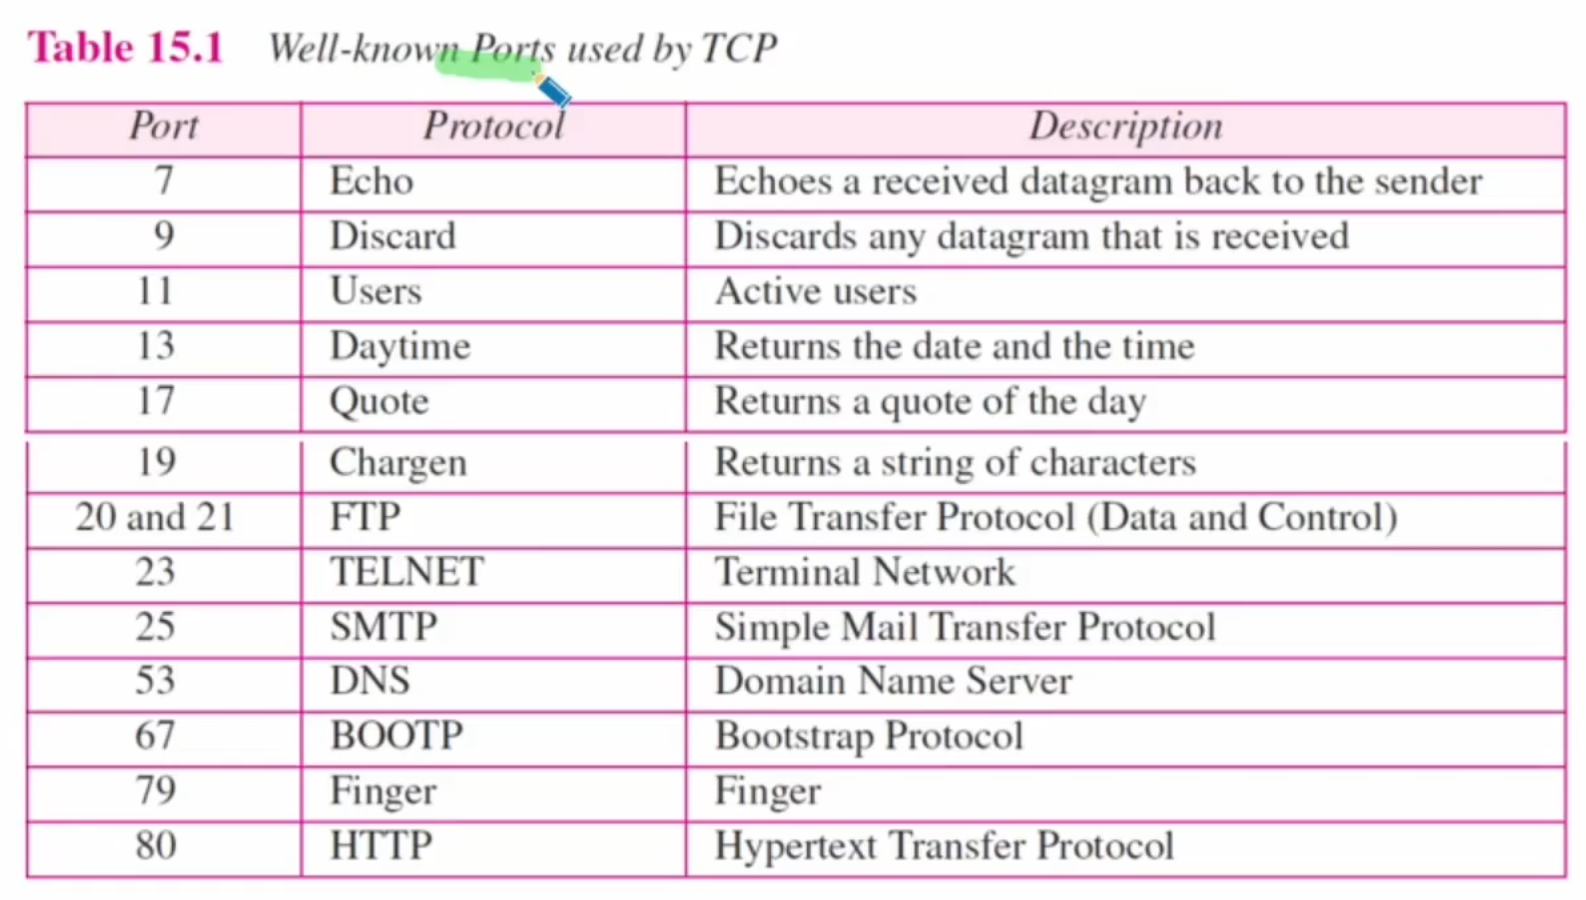 Table 15.1 Well-known Ports used by TCP
Port Protocol Description
7 Echo Echoes a received datagram back to the sender
9 Discard Discards any datagram that is received
11 Users Active users
13 Daytime Returns the date and the time
17 Quote Returns a quote of the day
19 Chargen Returns a string of characters
20 and 21 FTP File Transfer Protocol (Data and Control)
23 TELNET Terminal Network
25 SMTP Simple Mail Transfer Protocol
53 DNS Domain Name Server
67 BOOTP Bootstrap Protocol
79 Finger Finger
80 HTTP Hypertext Transfer Protocol